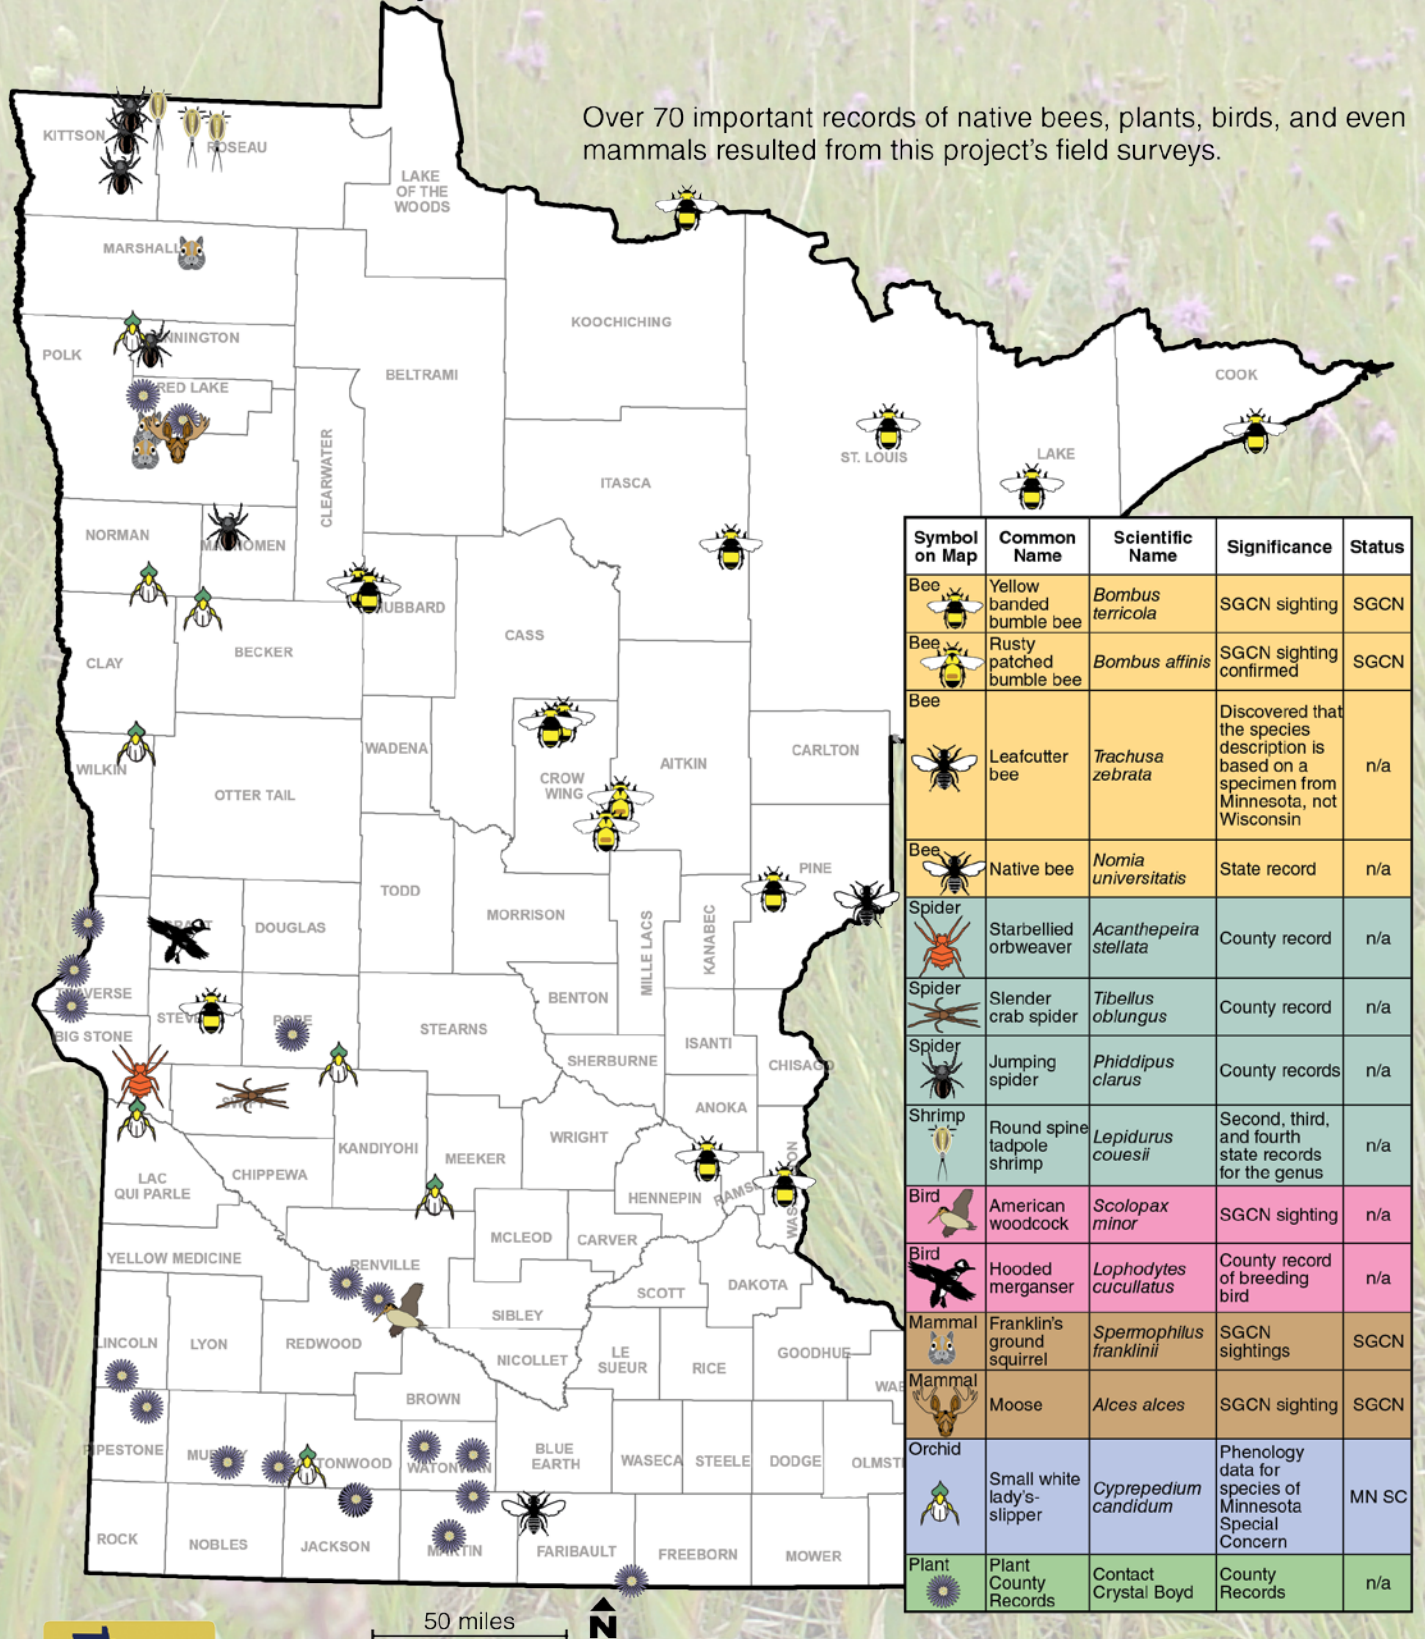 Over 70 important records of native bees, plants, birds, and even
mammals resulted from this project's field surveys.
KITTSON
ROSEAU
LAKE
OF THE
WOODS
MARSHALL
KOOCHICHING
NNINGTON
POLK
BELTRAMI
RED LAKE
COOK
CLEARWATER
ST. LOUIS
LAKE
ITASCA
NORMAN
MA OMEN
HUBBARD
CASS
CLAY
BECKER
WADENA
AITKIN
CARLTON
WILKIN
OTTER TAIL
CROW
WING
PINE
TODD
MORRISON
DOUGLAS
MILLE LACS
KANABEC
BENTON
STEV
POPE
STEARNS
BIG STONE
ISANTI
SHERBURNE
CHISAGO
ANOKA
WRIGHT
KANDIYOHI
MEEKER
CHIPPEWA
LAC
QUI PARLE
HENNEPIN
RAMS
MCLEOD
CARVER
YELLOW MEDICINE
RENVILLE
SCOTT
DAKOTA
SIBLEY
LINCOLN
LYON
REDWOOD
NICOLLET
LE
SUEUR
RICE
GOODHUE
WAB
BROWN
PIPESTONE
MU Y
TONWOOD
WATONWAN
BLUE
EARTH
WASECA
STEELE
DODGE
OLMST
ROCK
NOBLES
JACKSON
MARTIN
FARIBAULT
FREEBORN
MOWER
50 miles
N
Symbol on Map Common Name Scientific Name Significance Status
Bee Yellow banded bumble bee Bombus terricola SGCN sighting SGCN
Bee Rusty patched bumble bee Bombus affinis SGCN sighting confirmed SGCN
Bee Leafcutter bee Trachusa zebrata Discovered that the species description is based on a specimen from Minnesota, not Wisconsin n/a
Bee Native bee Nomia universitatis State record n/a
Spider Starbellied orbweaver Acanthepeira stellata County record n/a
Spider Slender crab spider Tibellus oblungus County record n/a
Spider Jumping spider Phiddipus clarus County records n/a
Shrimp Round spine tadpole shrimp Lepidurus couesii Second, third, and fourth state records for the genus n/a
Bird American woodcock Scolopax minor SGCN sighting n/a
Bird Hooded merganser Lophodytes cucullatus County record of breeding bird n/a
Mammal Franklin's ground squirrel Spermophilus franklinii SGCN sightings SGCN
Mammal Moose Alces alces SGCN sighting SGCN
Orchid Small white lady's-slipper Cyprepedium candidum Phenology data for species of Minnesota Special Concern MN SC
Plant Plant County Records Contact Crystal Boyd County Records n/a